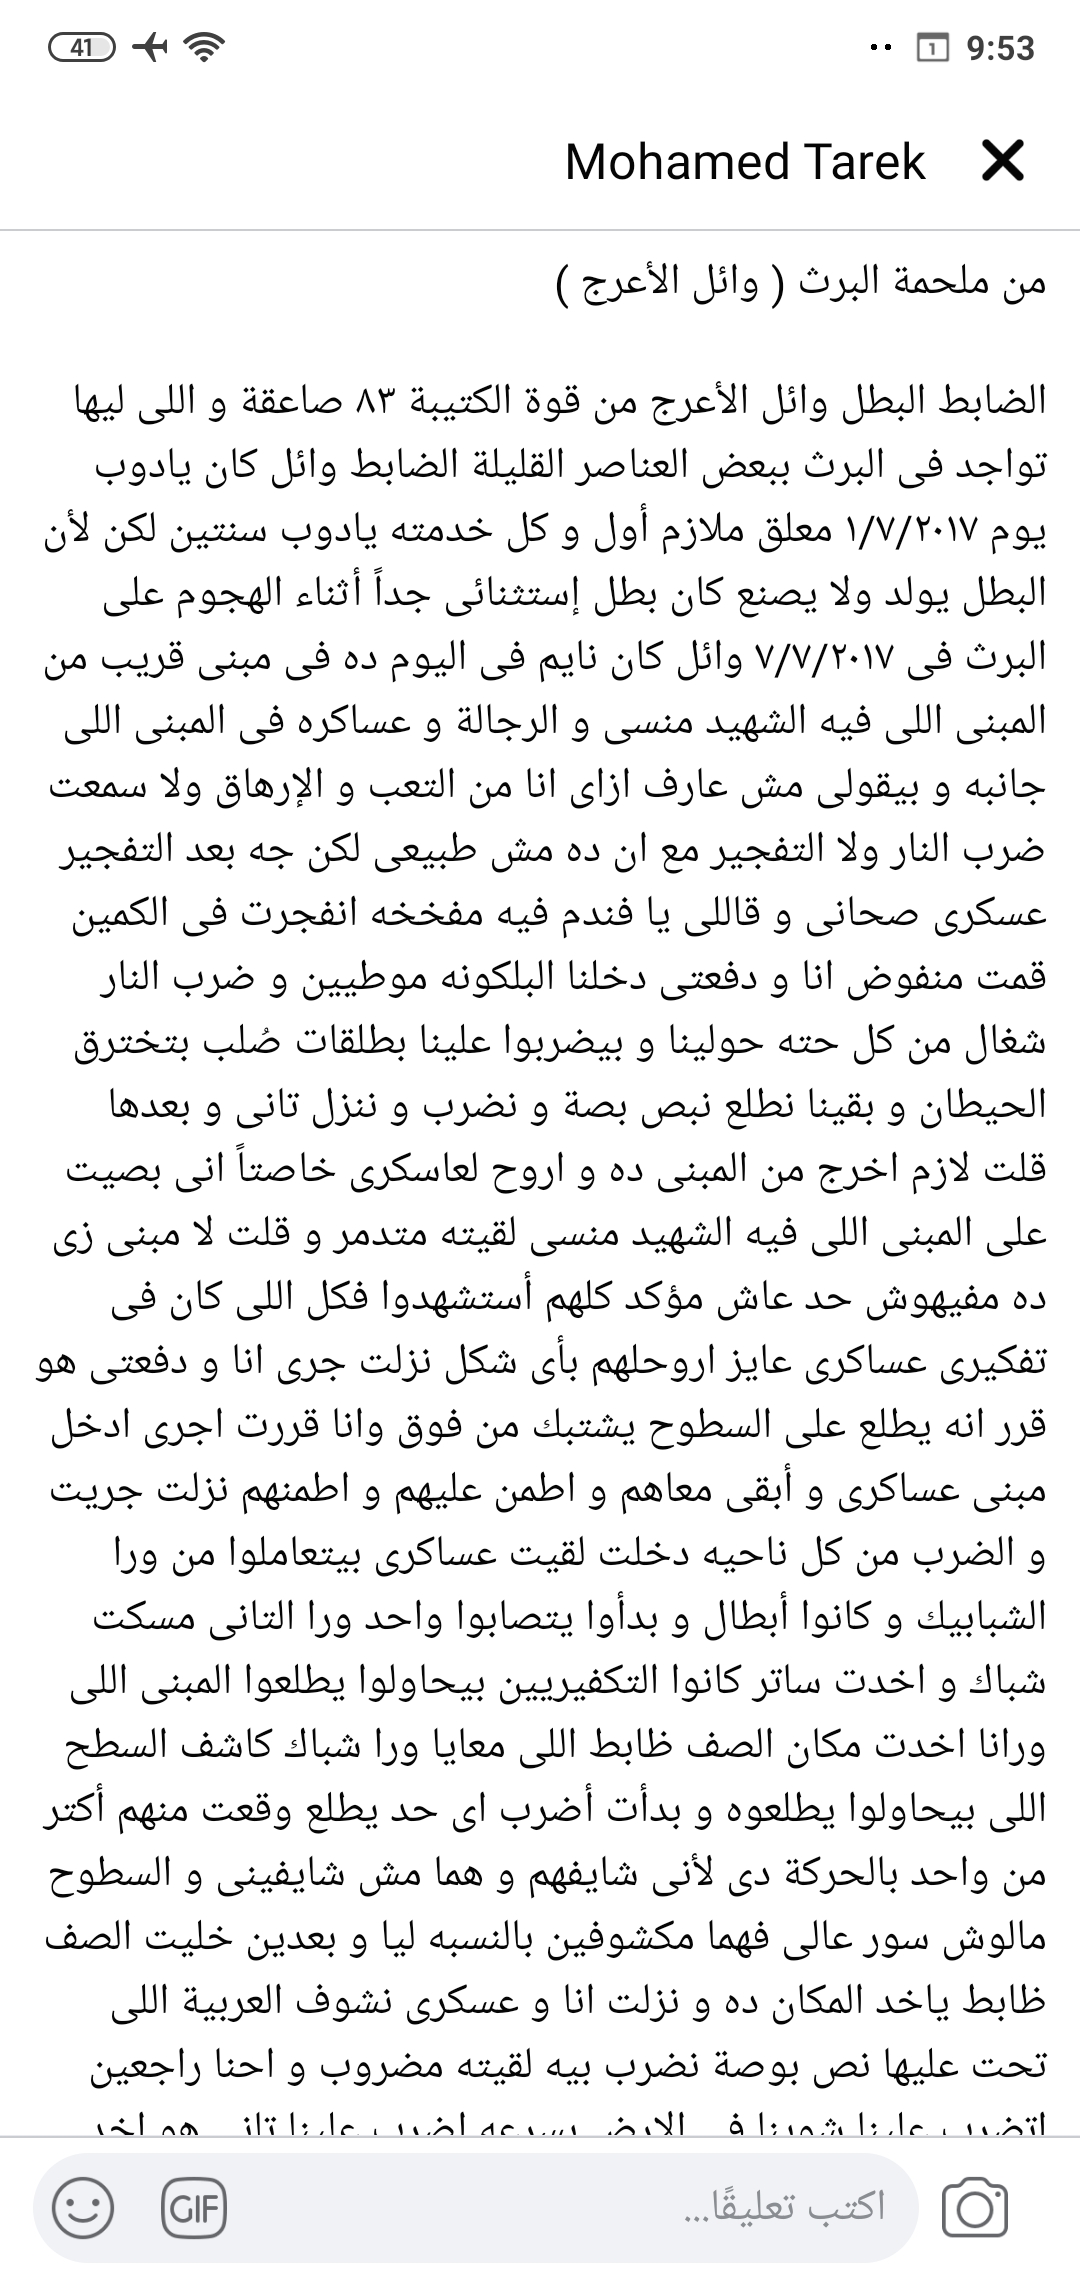 41
9:53
Mohamed Tarek
من ملحمة البرث ( وائل الأعرج )
الضابط البطل وائل الأعرج من قوة الكتيبة ٨٣ صاعقة و اللى ليها
تواجد فى البرث ببعض العناصر القليلة الضابط وائل كان يادوب
يوم ١/٧/٢٠١٧ معلق ملازم أول و كل خدمته يادوب سنتين لكن لأن
البطل يولد ولا يصنع كان بطل إستثنائى جداً أثناء الهجوم على
البرث فى ٧/٧/٢٠١٧ وائل كان نايم فى اليوم ده فى مبنى قريب من
المبنى اللى فيه الشهيد منسى و الرجالة و عساكره فى المبنى اللى
جانبه و بيقولى مش عارف ازاى انا من التعب و الإرهاق ولا سمعت
ضرب النار ولا التفجير مع ان ده مش طبيعى لكن جه بعد التفجير
عسكرى صحانى و قاللى يا فندم فيه مفخخه انفجرت فى الكمين
قمت منفوض انا و دفعتى دخلنا البلكونه موطيين و ضرب النار
شغال من كل حته حولينا و بيضربوا علينا بطلقات صُلب بتخترق
الحيطان و بقينا نطلع نبص بصة و نضرب و ننزل تانى و بعدها
قلت لازم اخرج من المبنى ده و اروح لعاسكرى خاصتاً انى بصيت
على المبنى اللى فيه الشهيد منسى لقيته متدمر و قلت لا مبنى زى
ده مفيهوش حد عاش مؤكد كلهم أستشهدوا فكل اللى كان فى
تفكيرى عساكرى عايز اروحلهم بأى شكل نزلت جرى انا و دفعتى هو
قرر انه يطلع على السطوح يشتبك من فوق وانا قررت اجرى ادخل
مبنى عساكرى و أبقى معاهم و اطمن عليهم و اطمنهم نزلت جريت
و الضرب من كل ناحيه دخلت لقيت عساكرى بيتعاملوا من ورا
الشبابيك و كانوا أبطال و بدأوا يتصابوا واحد ورا التانى مسكت
شباك و اخدت ساتر كانوا التكفيريين بيحاولوا يطلعوا المبنى اللى
ورانا اخدت مكان الصف ظابط اللى معايا ورا شباك كاشف السطح
اللى بيحاولوا يطلعوه و بدأت أضرب اى حد يطلع وقعت منهم أكتر
من واحد بالحركة دى لأنى شايفهم و هما مش شايفينى و السطوح
مالوش سور عالى فهما مكشوفين بالنسبه ليا و بعدين خليت الصف
ظابط ياخد المكان ده و نزلت انا و عسكرى نشوف العربية اللى
تحت عليها نص بوصة نضرب بيه لقيته مضروب و احنا راجعين
اتضرب علينا شوينا فى الارض بسرعه اضرب علينا تانى هو اخد
اكتب تعليقًا...
GIF